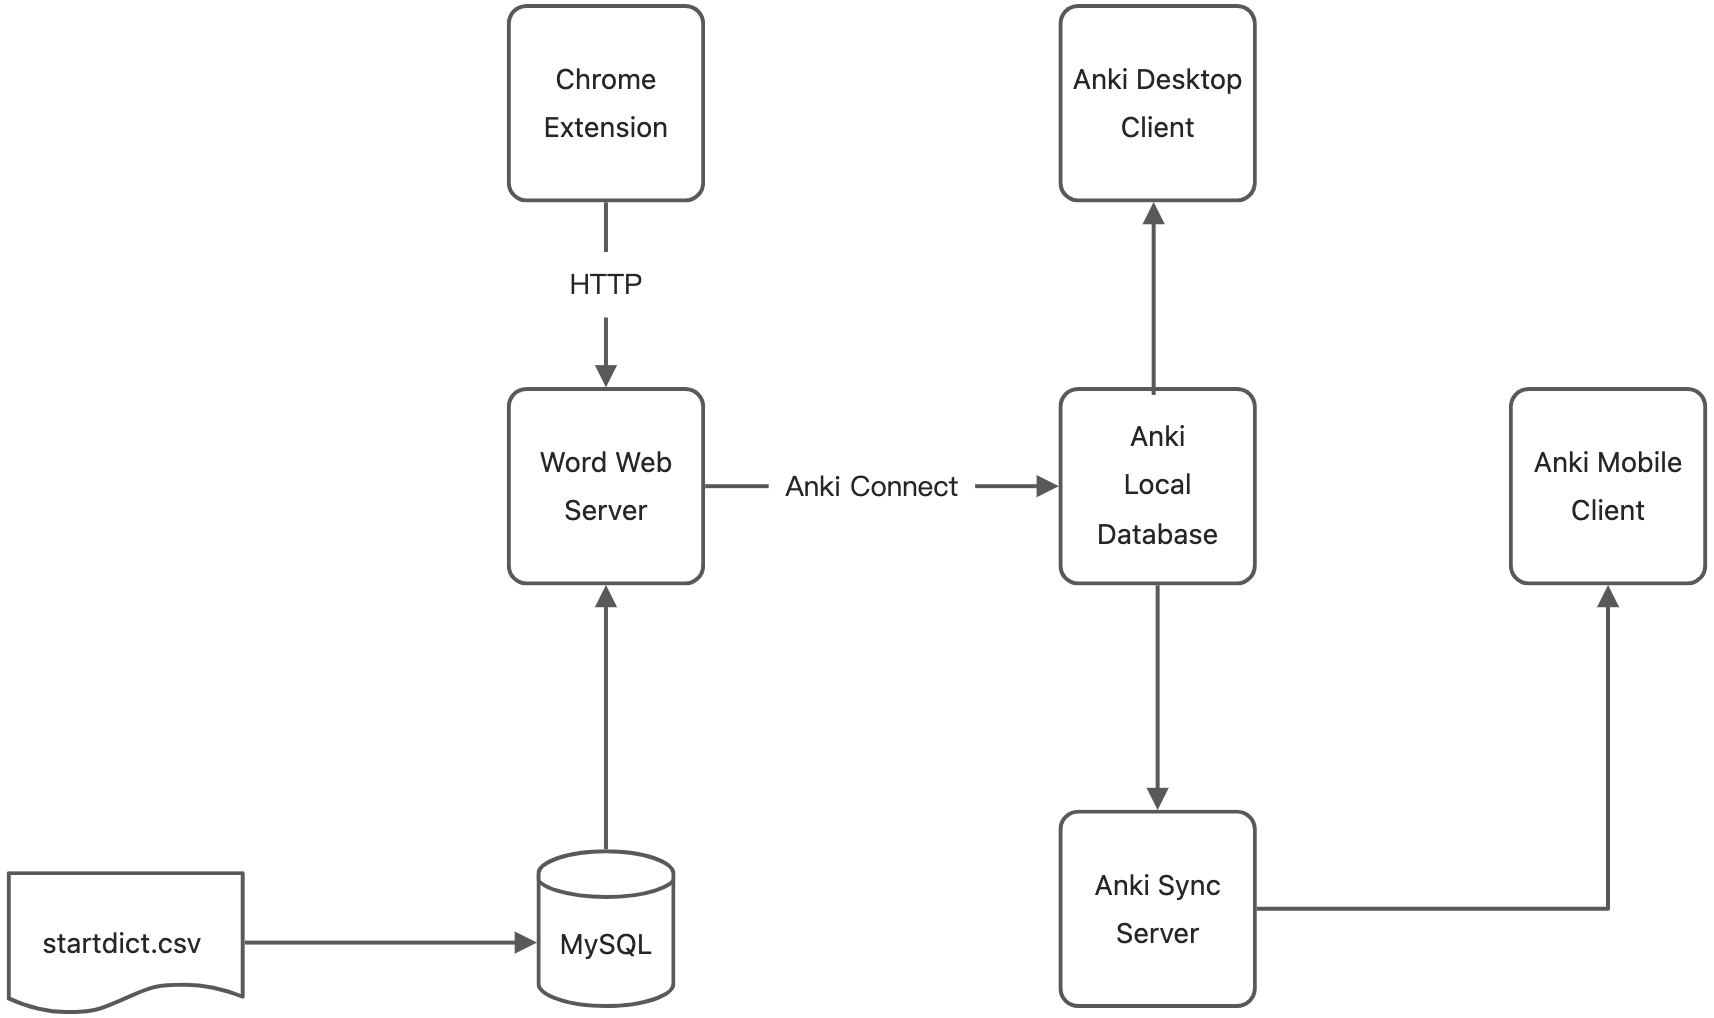 Chrome
Extension
Anki Desktop
Client
HTTP
Word Web
Server
Anki Connect
Anki
Local
Database
Anki Mobile
Client
startdict.csv
MySQL
Anki Sync
Server